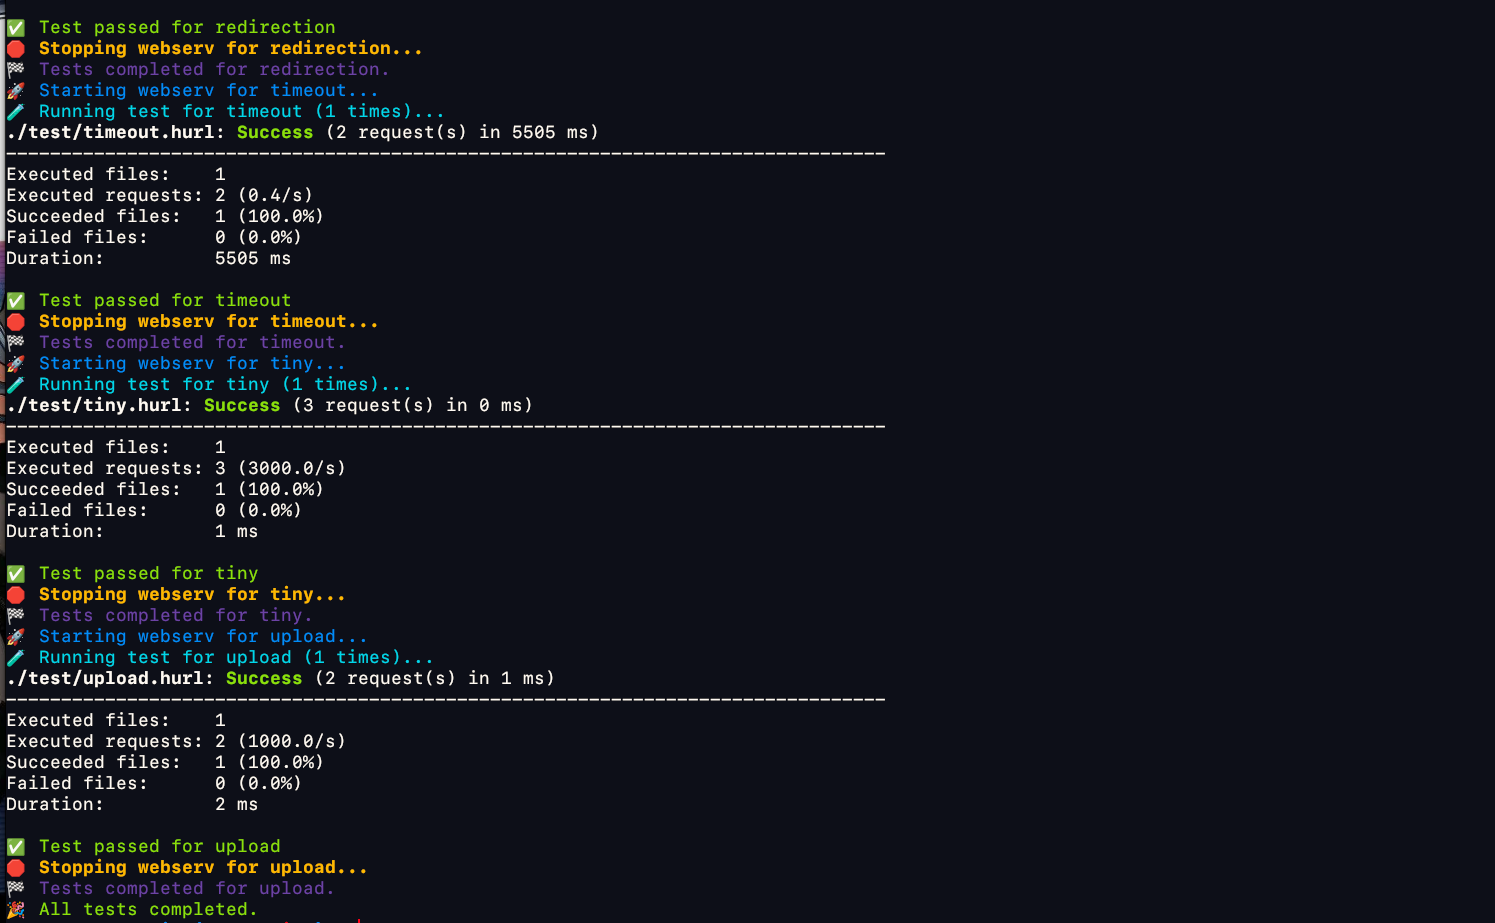 ✅ Test passed for redirection
🛑 Stopping webserv for redirection...
🏁 Tests completed for redirection.
🚀 Starting webserv for timeout...
🧪 Running test for timeout (1 times)...
./test/timeout.hurl: Success (2 request(s) in 5505 ms)
--------------------------------------------------------------------------------
Executed files:    1
Executed requests: 2 (0.4/s)
Succeeded files:   1 (100.0%)
Failed files:      0 (0.0%)
Duration:          5505 ms
✅ Test passed for timeout
🛑 Stopping webserv for timeout...
🏁 Tests completed for timeout.
🚀 Starting webserv for tiny...
🧪 Running test for tiny (1 times)...
./test/tiny.hurl: Success (3 request(s) in 0 ms)
--------------------------------------------------------------------------------
Executed files:    1
Executed requests: 3 (3000.0/s)
Succeeded files:   1 (100.0%)
Failed files:      0 (0.0%)
Duration:          1 ms
✅ Test passed for tiny
🛑 Stopping webserv for tiny...
🏁 Tests completed for tiny.
🚀 Starting webserv for upload...
🧪 Running test for upload (1 times)...
./test/upload.hurl: Success (2 request(s) in 1 ms)
--------------------------------------------------------------------------------
Executed files:    1
Executed requests: 2 (1000.0/s)
Succeeded files:   1 (100.0%)
Failed files:      0 (0.0%)
Duration:          2 ms
✅ Test passed for upload
🛑 Stopping webserv for upload...
🏁 Tests completed for upload.
🎉 All tests completed.